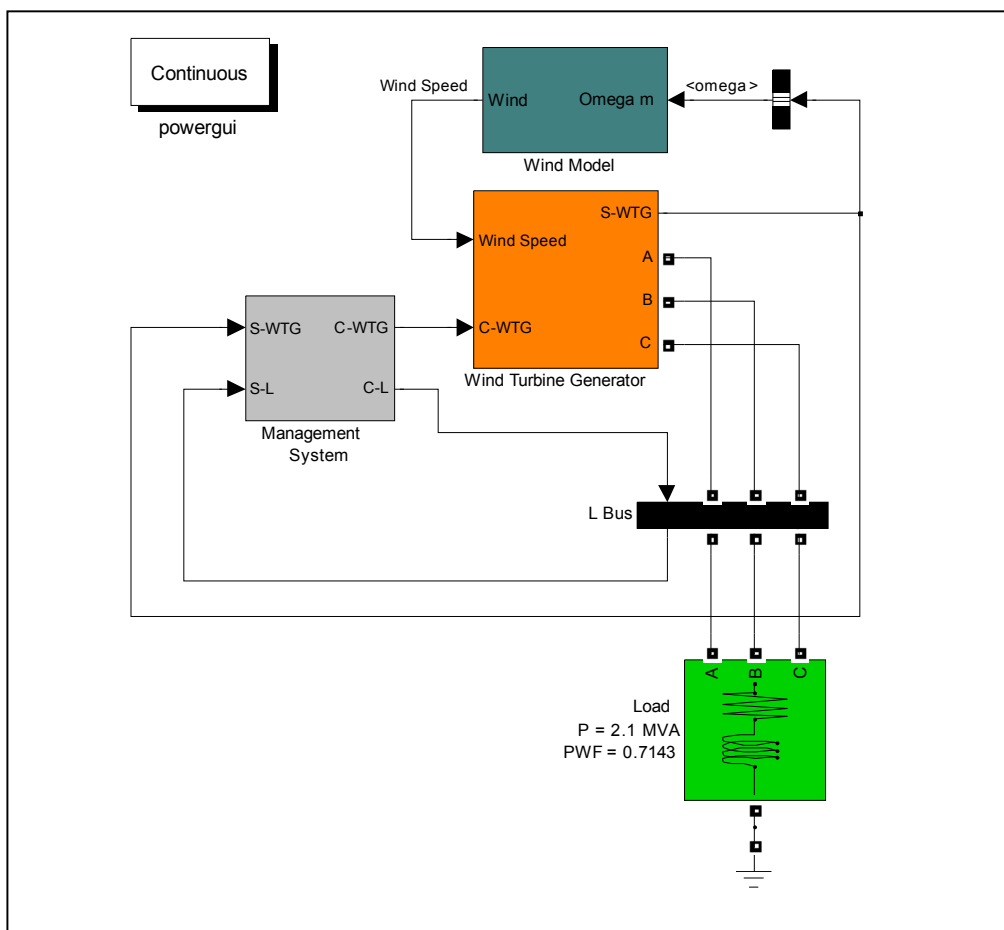 Continuous
powergui
Wind Speed
Wind
Omega m
<omega>
Wind Model
S-WTG
Wind Speed
A
B
C-WTG
C
Wind Turbine Generator
S-WTG
C-WTG
S-L
C-L
Management
System
L Bus
A
B
C
Load
P = 2.1 MVA
PWF = 0.7143